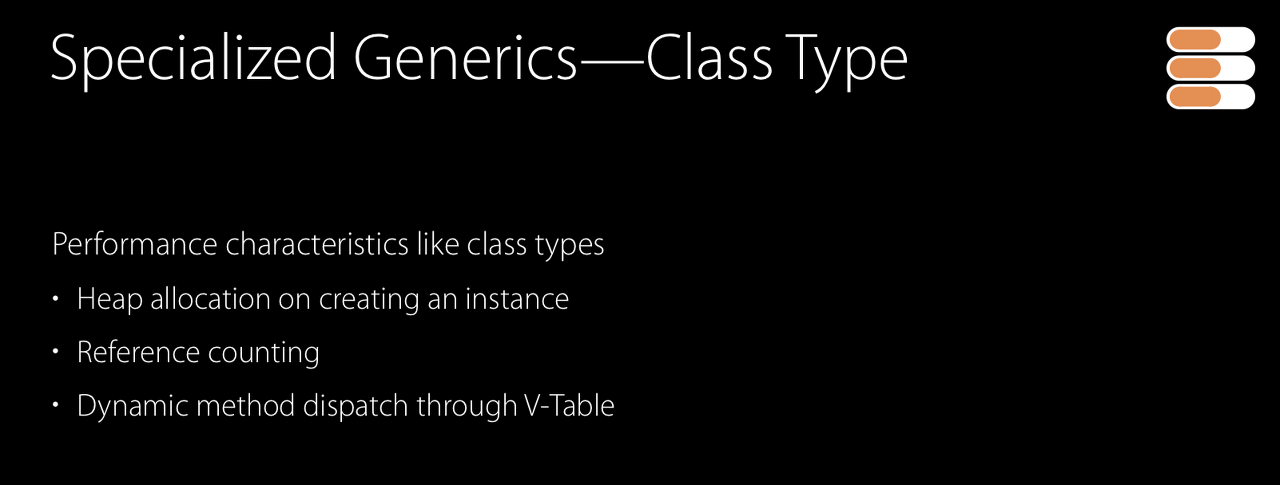 Specialized Generics—Class Type
Performance characteristics like class types
• Heap allocation on creating an instance
• Reference counting
• Dynamic method dispatch through V-Table